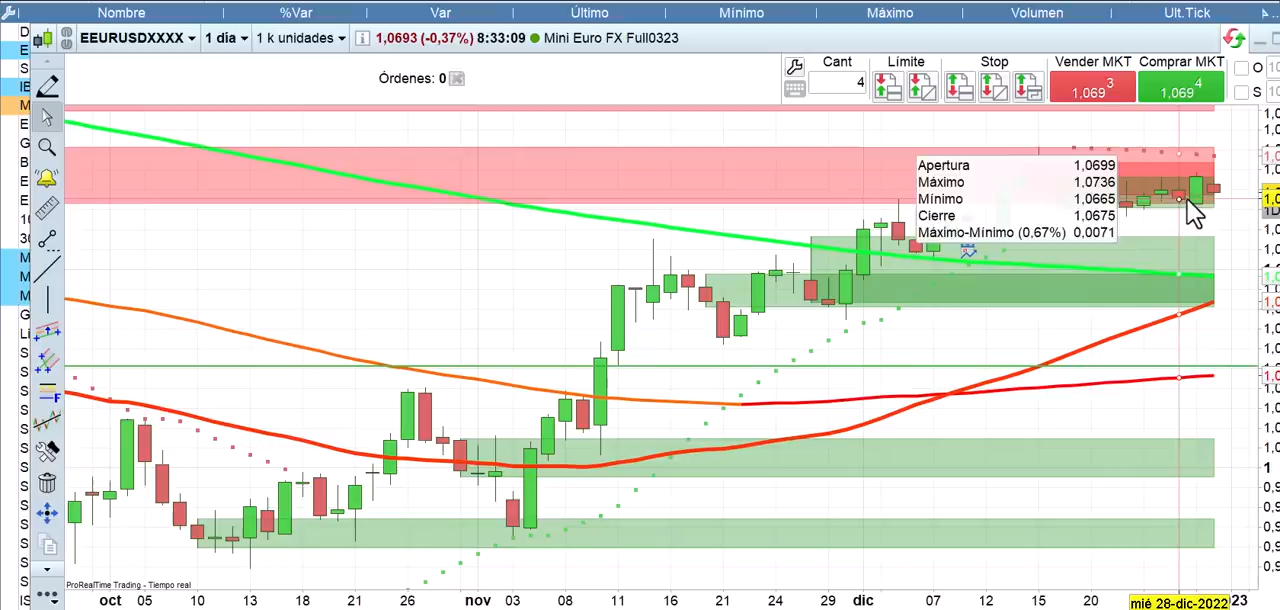 Nombre %Var Var Último Mínimo Máximo Volumen Ult.Tick
EEURUSDXXXX 1 día 1 k unidades 1,0693 (-0,37%) 8:33:09 Mini Euro FX Full0323
Órdenes: 0
Cant Límite Stop Vender MKT Comprar MKT
4 1,069 3 1,069 4
O
S
Apertura 1,0699
Máximo 1,0736
Mínimo 1,0665
Cierre 1,0675
Máximo-Mínimo (0,67%) 0,0071
ProRealTime Trading - Tiempo real
oct 05 10 13 18 21 26 nov 03 08 11 16 21 24 29 dic 07 12 15 20 mié 28-dic-2022 23